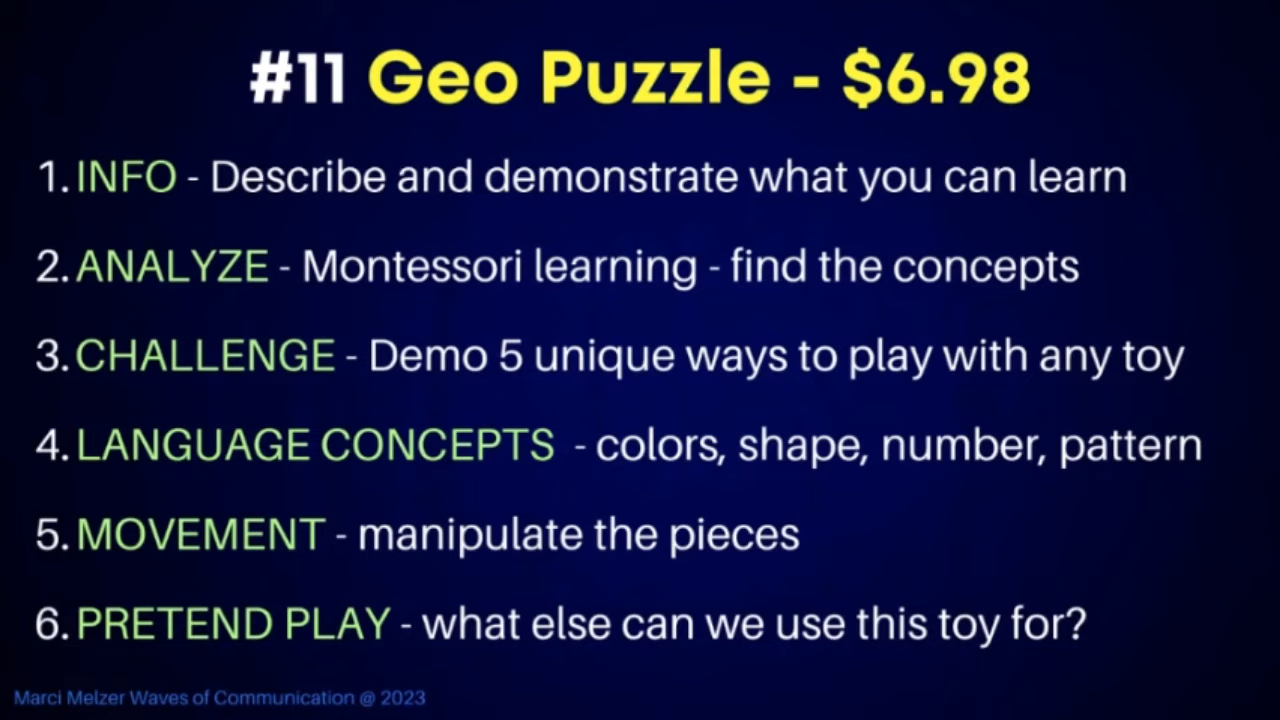 #11 Geo Puzzle - $6.98
1. INFO - Describe and demonstrate what you can learn
2. ANALYZE - Montessori learning - find the concepts
3. CHALLENGE - Demo 5 unique ways to play with any toy
4. LANGUAGE CONCEPTS - colors, shape, number, pattern
5. MOVEMENT - manipulate the pieces
6. PRETEND PLAY - what else can we use this toy for?
Marci Melzer Waves of Communication @ 2023